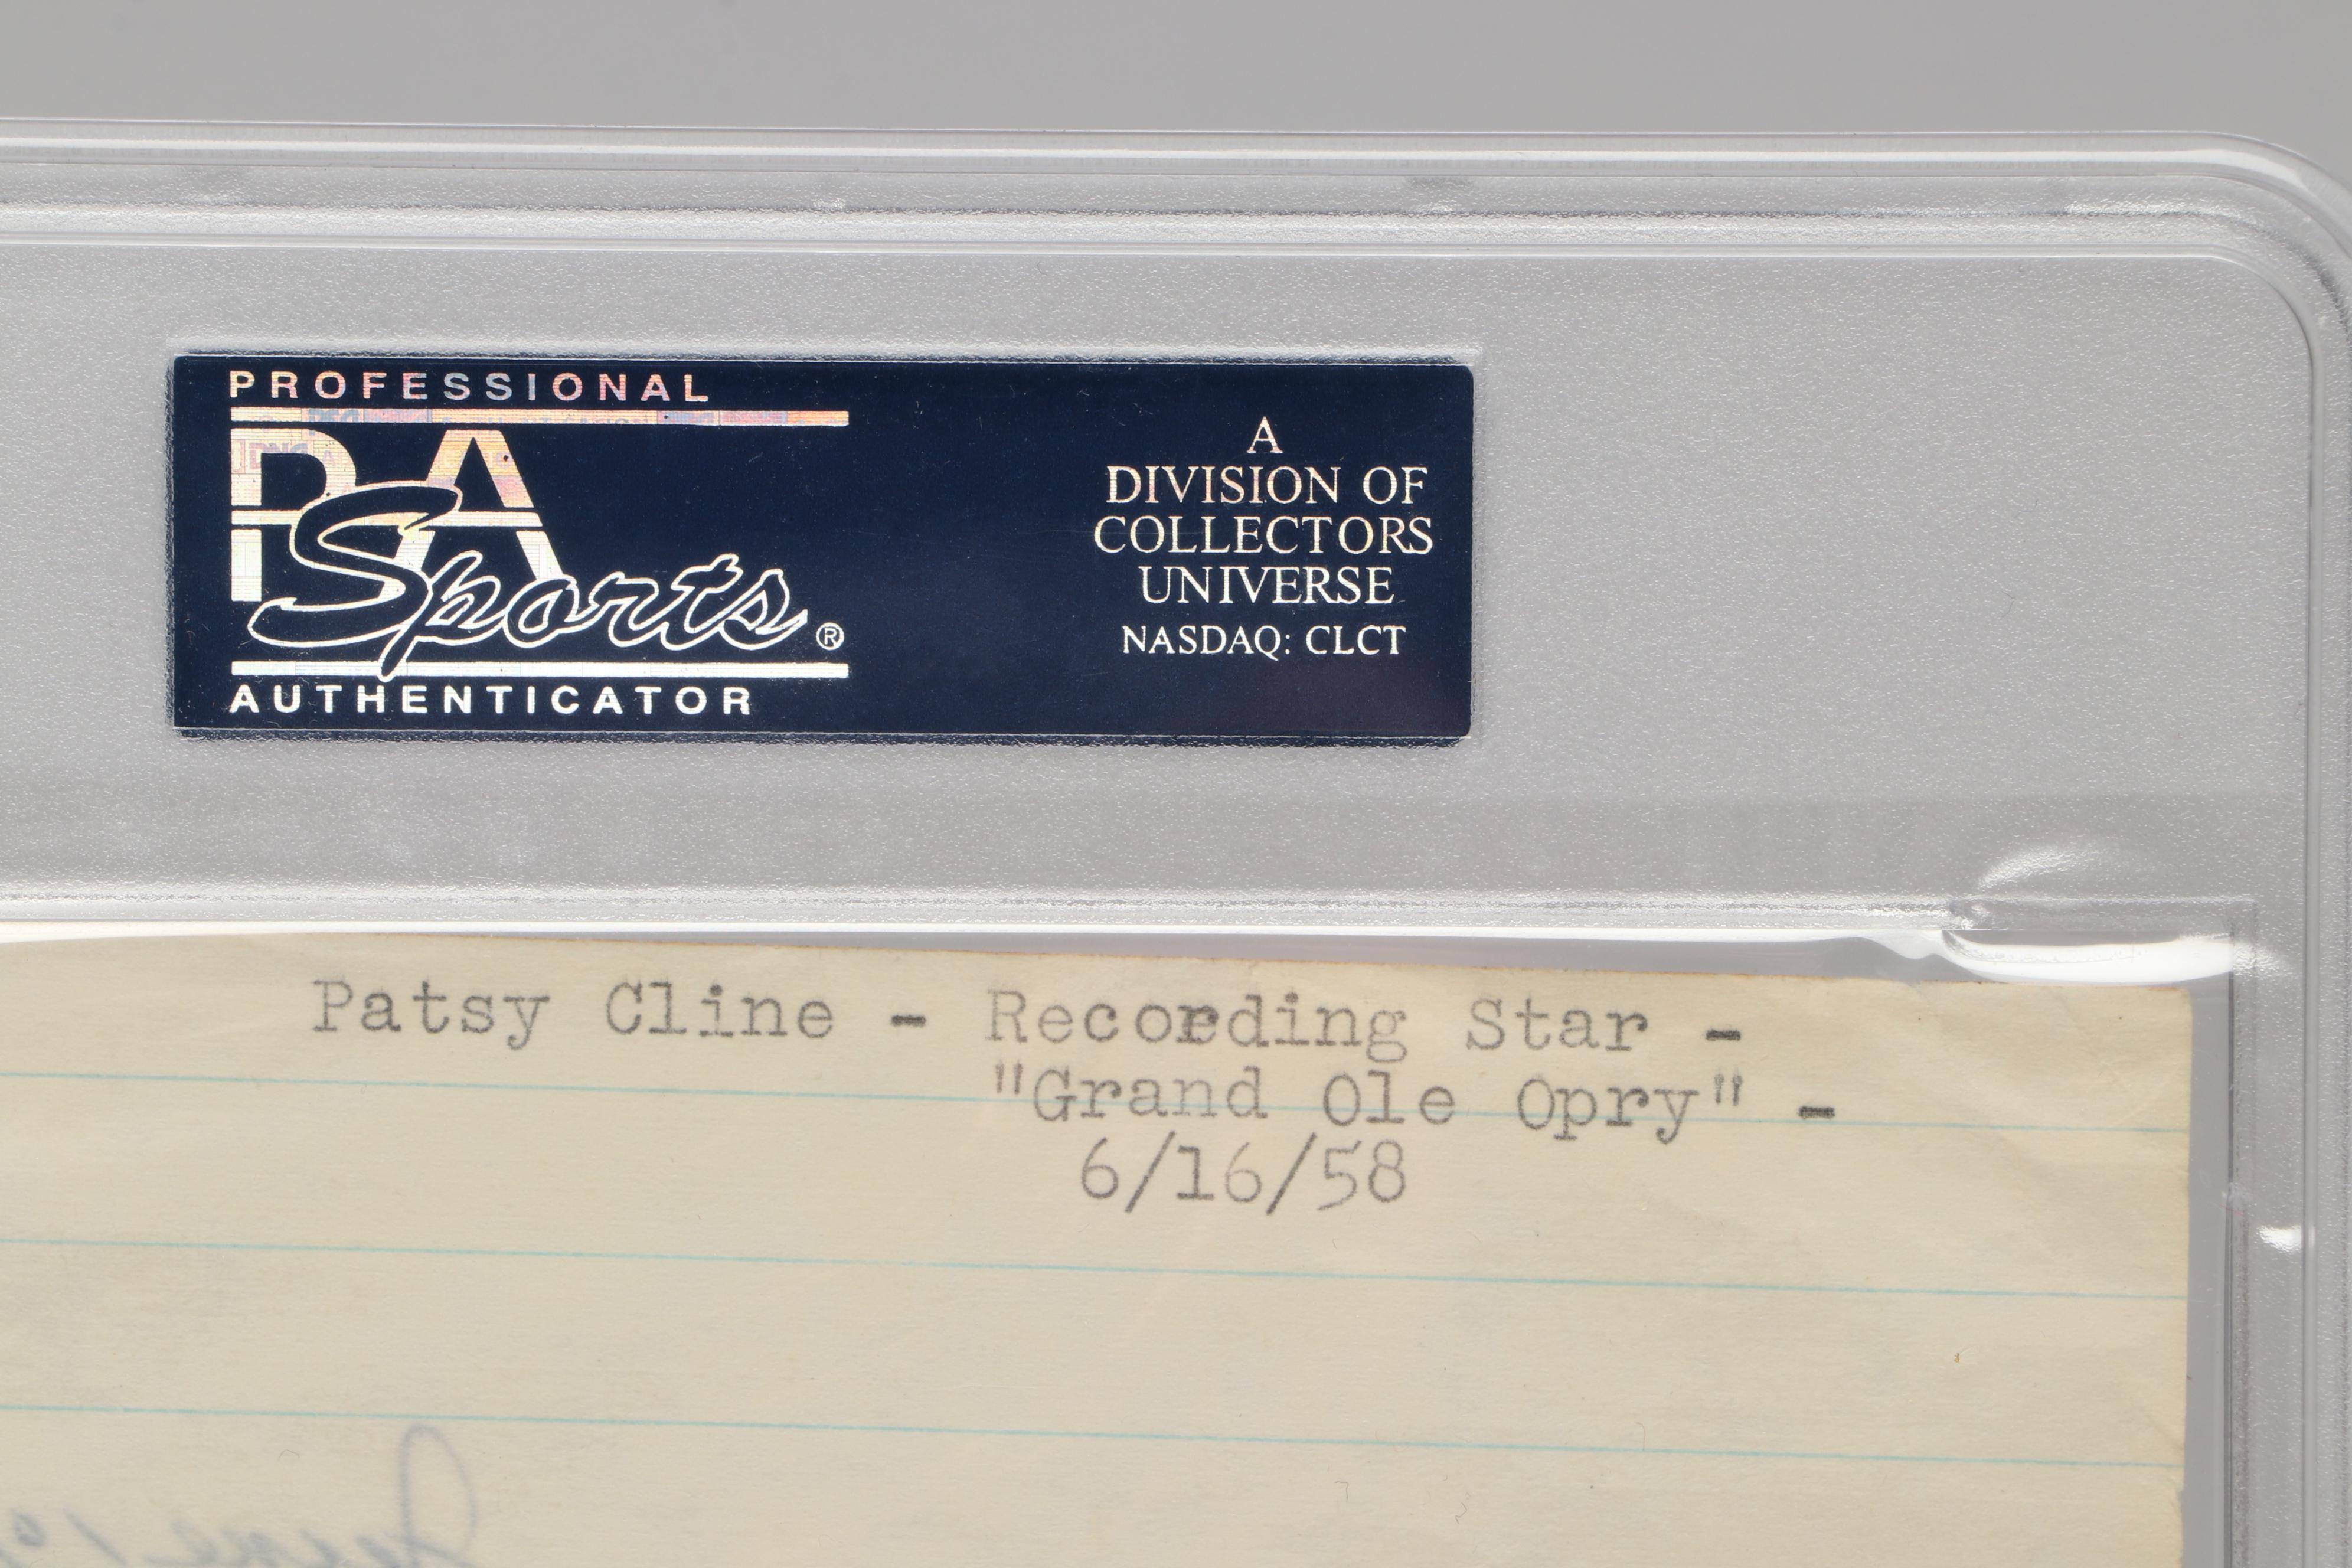 PROFESSIONAL
PSA
Sports®
AUTHENTICATOR
A
DIVISION OF
COLLECTORS
UNIVERSE
NASDAQ: CLCT
Patsy Cline - Recording Star -
"Grand Ole Opry" -
6/16/58